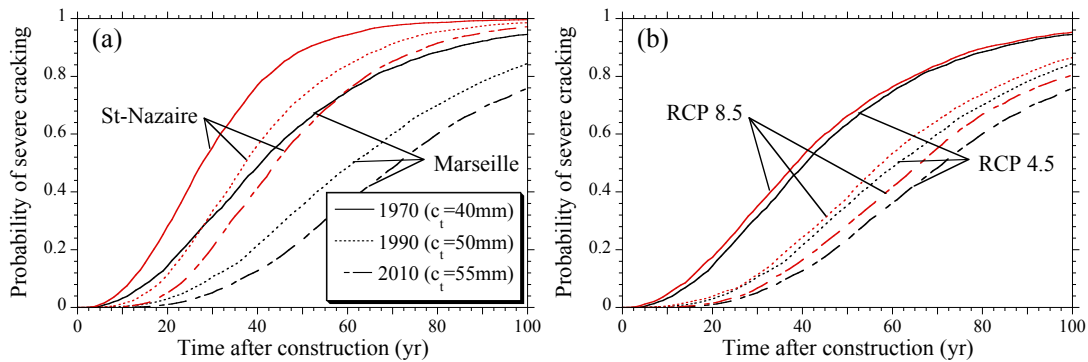 (a)
Probability of severe cracking
1
0.8
0.6
0.4
0.2
0
St-Nazaire
Marseille
1970 (c_t=40mm)
1990 (c_t=50mm)
2010 (c_t=55mm)
0 20 40 60 80 100
Time after construction (yr)
(b)
Probability of severe cracking
1
0.8
0.6
0.4
0.2
0
RCP 8.5
RCP 4.5
0 20 40 60 80 100
Time after construction (yr)